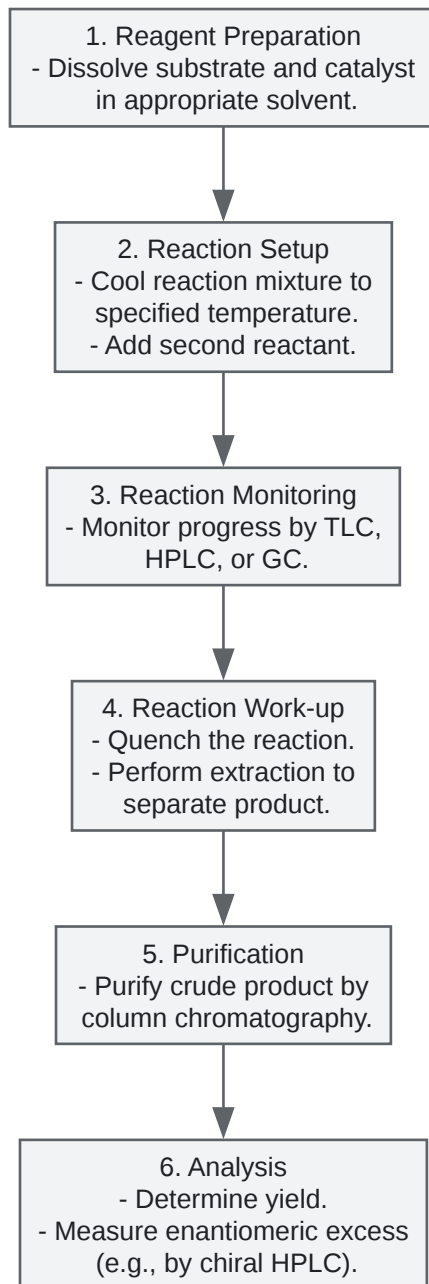 1. Reagent Preparation
- Dissolve substrate and catalyst
in appropriate solvent.
2. Reaction Setup
- Cool reaction mixture to
specified temperature.
- Add second reactant.
3. Reaction Monitoring
- Monitor progress by TLC,
HPLC, or GC.
4. Reaction Work-up
- Quench the reaction.
- Perform extraction to
separate product.
5. Purification
- Purify crude product by
column chromatography.
6. Analysis
- Determine yield.
- Measure enantiomeric excess
(e.g., by chiral HPLC).